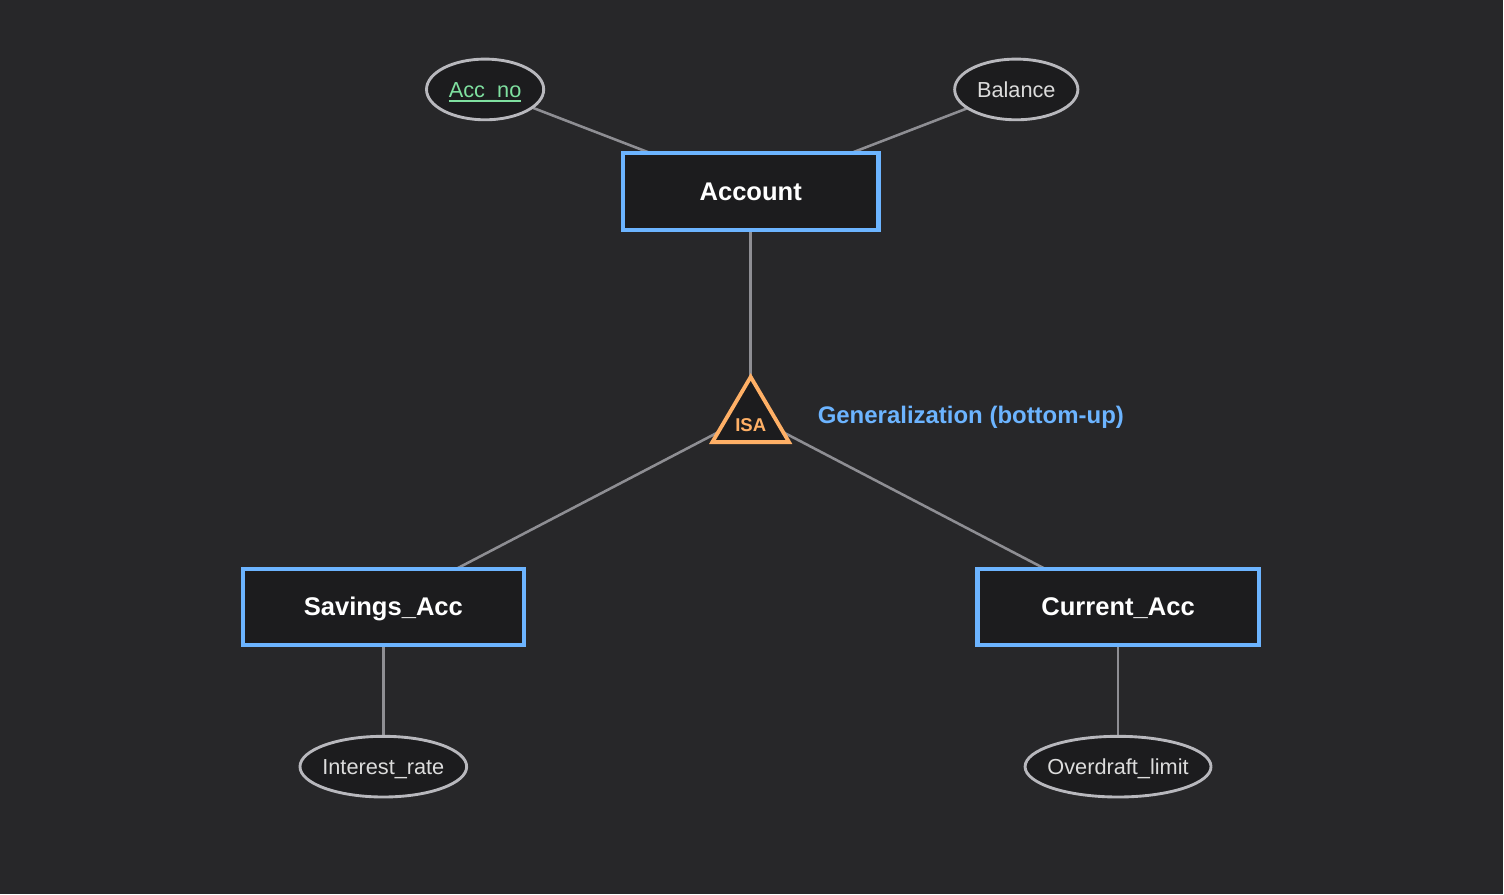 Acc_no
Balance
Account
ISA
Generalization (bottom-up)
Savings_Acc
Current_Acc
Interest_rate
Overdraft_limit